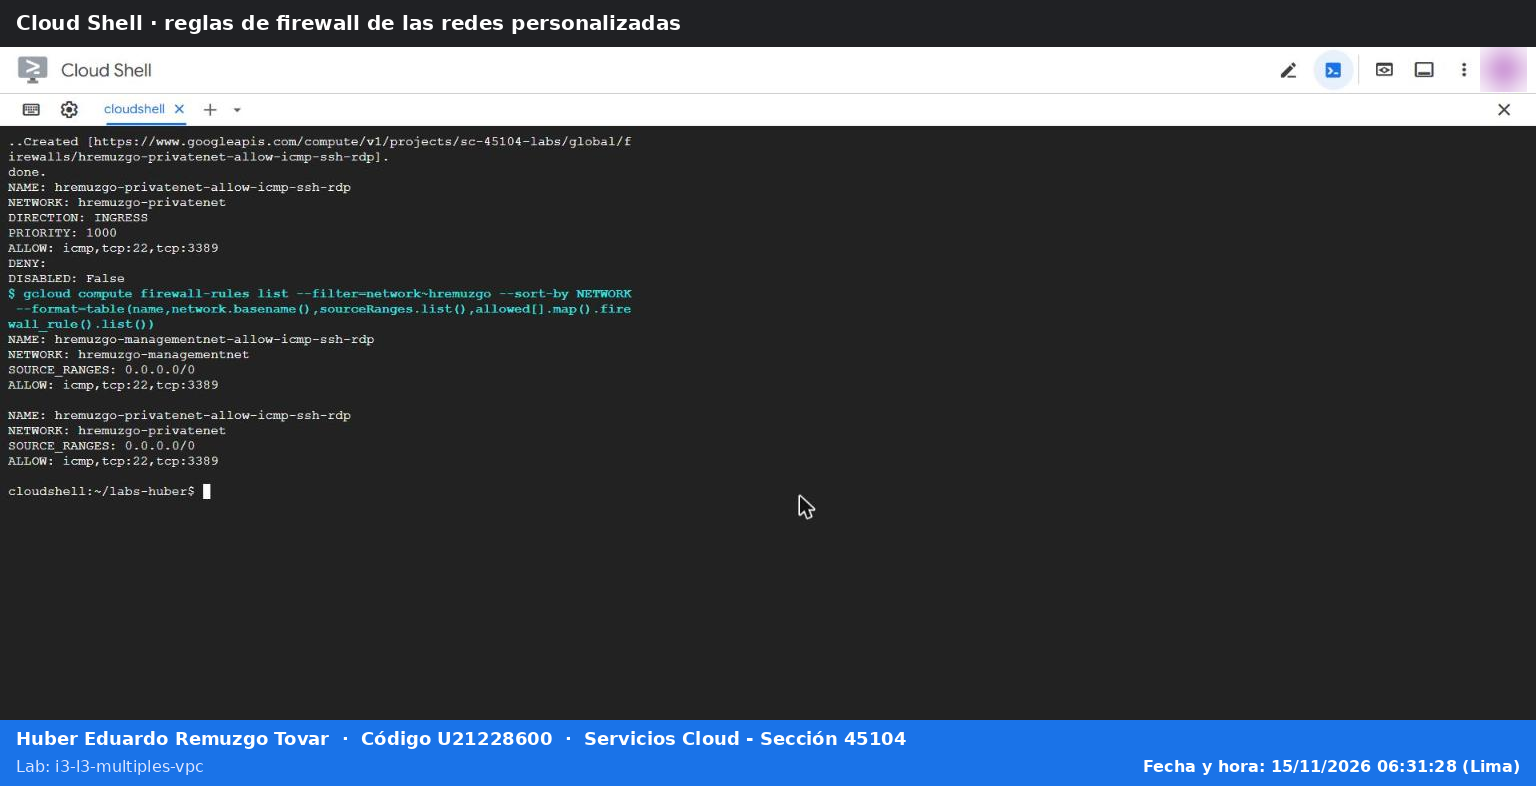 Cloud Shell · reglas de firewall de las redes personalizadas
Cloud Shell
cloudshell
..Created [https://www.googleapis.com/compute/v1/projects/sc-45104-labs/global/f
irewalls/hremuzgo-privatenet-allow-icmp-ssh-rdp].
done.
NAME: hremuzgo-privatenet-allow-icmp-ssh-rdp
NETWORK: hremuzgo-privatenet
DIRECTION: INGRESS
PRIORITY: 1000
ALLOW: icmp,tcp:22,tcp:3389
DENY:
DISABLED: False
$ gcloud compute firewall-rules list --filter=network~hremuzgo --sort-by NETWORK
--format=table(name,network.basename(),sourceRanges.list(),allowed[].map().fire
wall_rule().list())
NAME: hremuzgo-managementnet-allow-icmp-ssh-rdp
NETWORK: hremuzgo-managementnet
SOURCE_RANGES: 0.0.0.0/0
ALLOW: icmp,tcp:22,tcp:3389
NAME: hremuzgo-privatenet-allow-icmp-ssh-rdp
NETWORK: hremuzgo-privatenet
SOURCE_RANGES: 0.0.0.0/0
ALLOW: icmp,tcp:22,tcp:3389
cloudshell:~/labs-huber$
Huber Eduardo Remuzgo Tovar · Código U21228600 · Servicios Cloud - Sección 45104
Lab: i3-l3-multiples-vpc
Fecha y hora: 15/11/2026 06:31:28 (Lima)